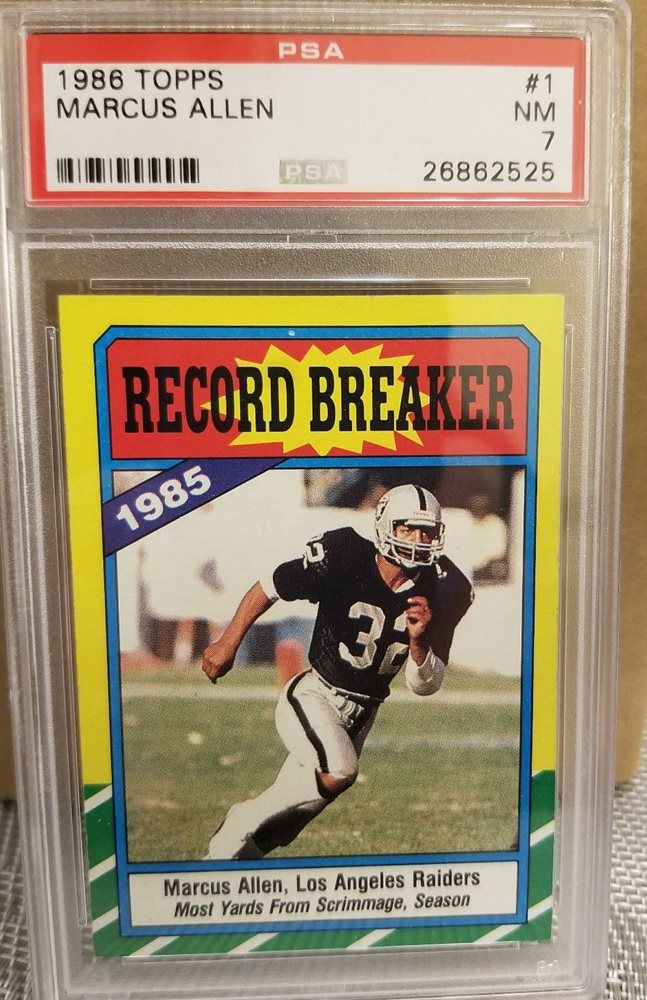 PSA
1986 TOPPS #1
MARCUS ALLEN NM
7
PSA 26862525
RECORD BREAKER
1985
32
32
Marcus Allen, Los Angeles Raiders
Most Yards From Scrimmage, Season